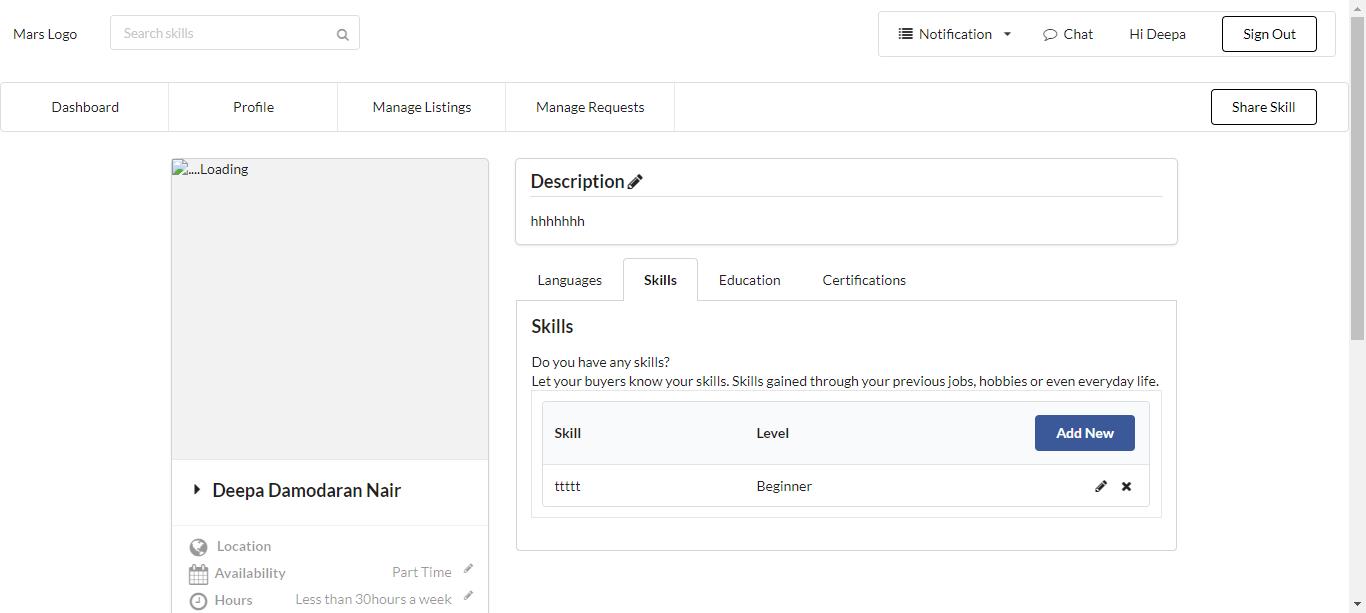 Mars Logo
Search skills
Notification
Chat
Hi Deepa
Sign Out
Dashboard
Profile
Manage Listings
Manage Requests
Share Skill
....Loading
Description
hhhhhhh
Languages
Skills
Education
Certifications
Skills
Do you have any skills?
Let your buyers know your skills. Skills gained through your previous jobs, hobbies or even everyday life.
Skill
Level
Add New
ttttt
Beginner
Deepa Damodaran Nair
Location
Availability
Part Time
Hours
Less than 30hours a week